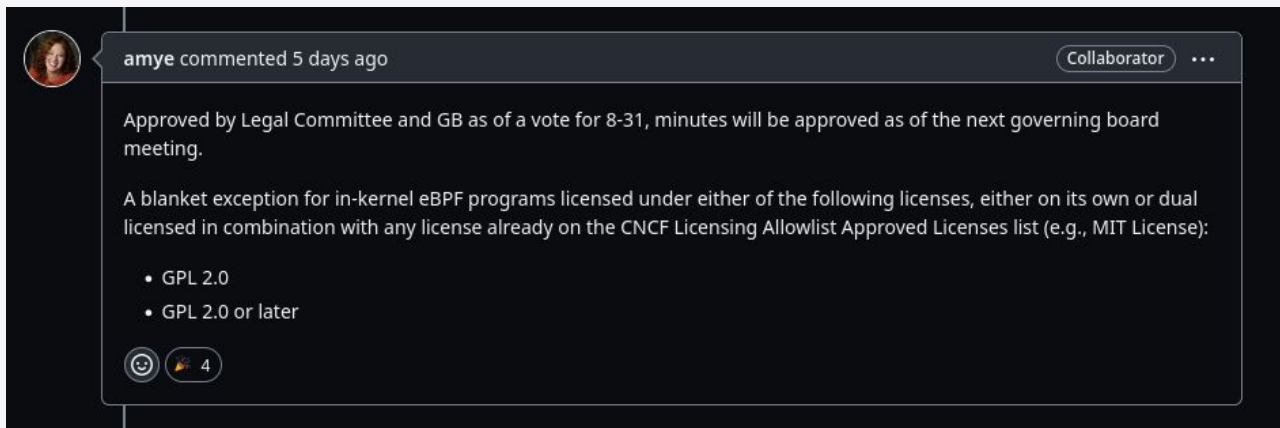 amye commented 5 days ago
Collaborator
Approved by Legal Committee and GB as of a vote for 8-31, minutes will be approved as of the next governing board
meeting.
A blanket exception for in-kernel eBPF programs licensed under either of the following licenses, either on its own or dual
licensed in combination with any license already on the CNCF Licensing Allowlist Approved Licenses list (e.g., MIT License):
• GPL 2.0
• GPL 2.0 or later
4